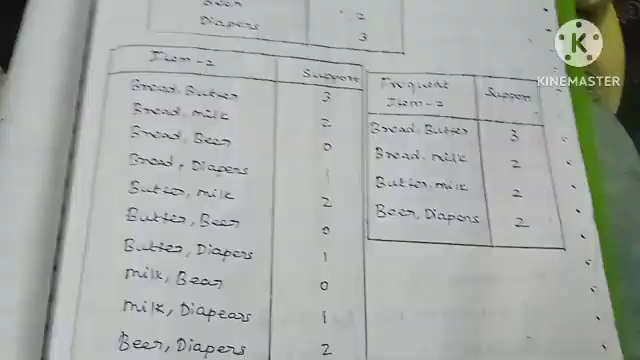 Beer 2
Diapers 3
Item-2 Support
Bread, Butter 3
Bread, milk 2
Bread, Beer 0
Bread, Diapers 1
Butter, milk 2
Butter, Beer 0
Butter, Diapers 1
milk, Bear 0
milk, Diapears 1
Beer, Diapers 2
Frequent Support
Item-2
Bread, Butter 3
Bread, milk 2
Butter, milk 2
Beer, Diapers 2
K
KINEMASTER